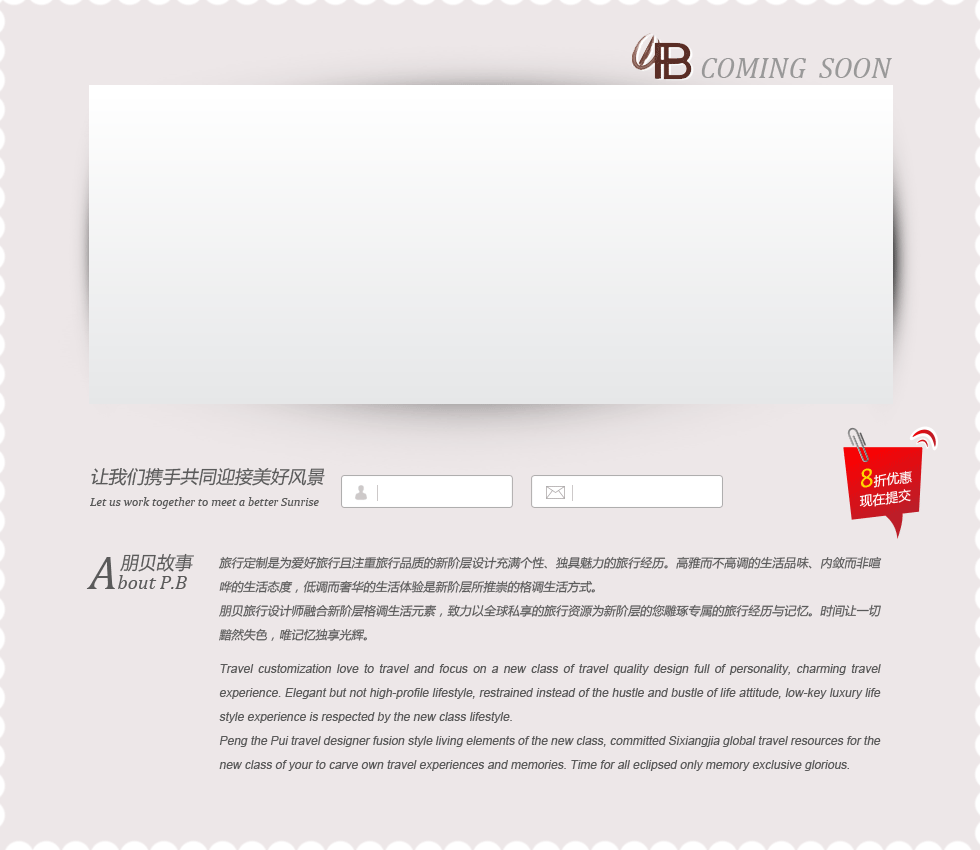 PB COMING SOON
让我们携手共同迎接美好风景
Let us work together to meet a better Sunrise
8折优惠
现在提交
朋贝故事
About P.B
旅行定制是为爱好旅行且注重旅行品质的新阶层设计充满个性、独具魅力的旅行经历。高雅而不高调的生活品味、内敛而非喧
哗的生活态度，低调而奢华的生活体验是新阶层所推崇的格调生活方式。
朋贝旅行设计师融合新阶层格调生活元素，致力以全球私享的旅行资源为新阶层的您雕琢专属的旅行经历与记忆。时间让一切
黯然失色，唯记忆独享光辉。
Travel customization love to travel and focus on a new class of travel quality design full of personality, charming travel
experience. Elegant but not high-profile lifestyle, restrained instead of the hustle and bustle of life attitude, low-key luxury life
style experience is respected by the new class lifestyle.
Peng the Pui travel designer fusion style living elements of the new class, committed Sixiangjia global travel resources for the
new class of your to carve own travel experiences and memories. Time for all eclipsed only memory exclusive glorious.